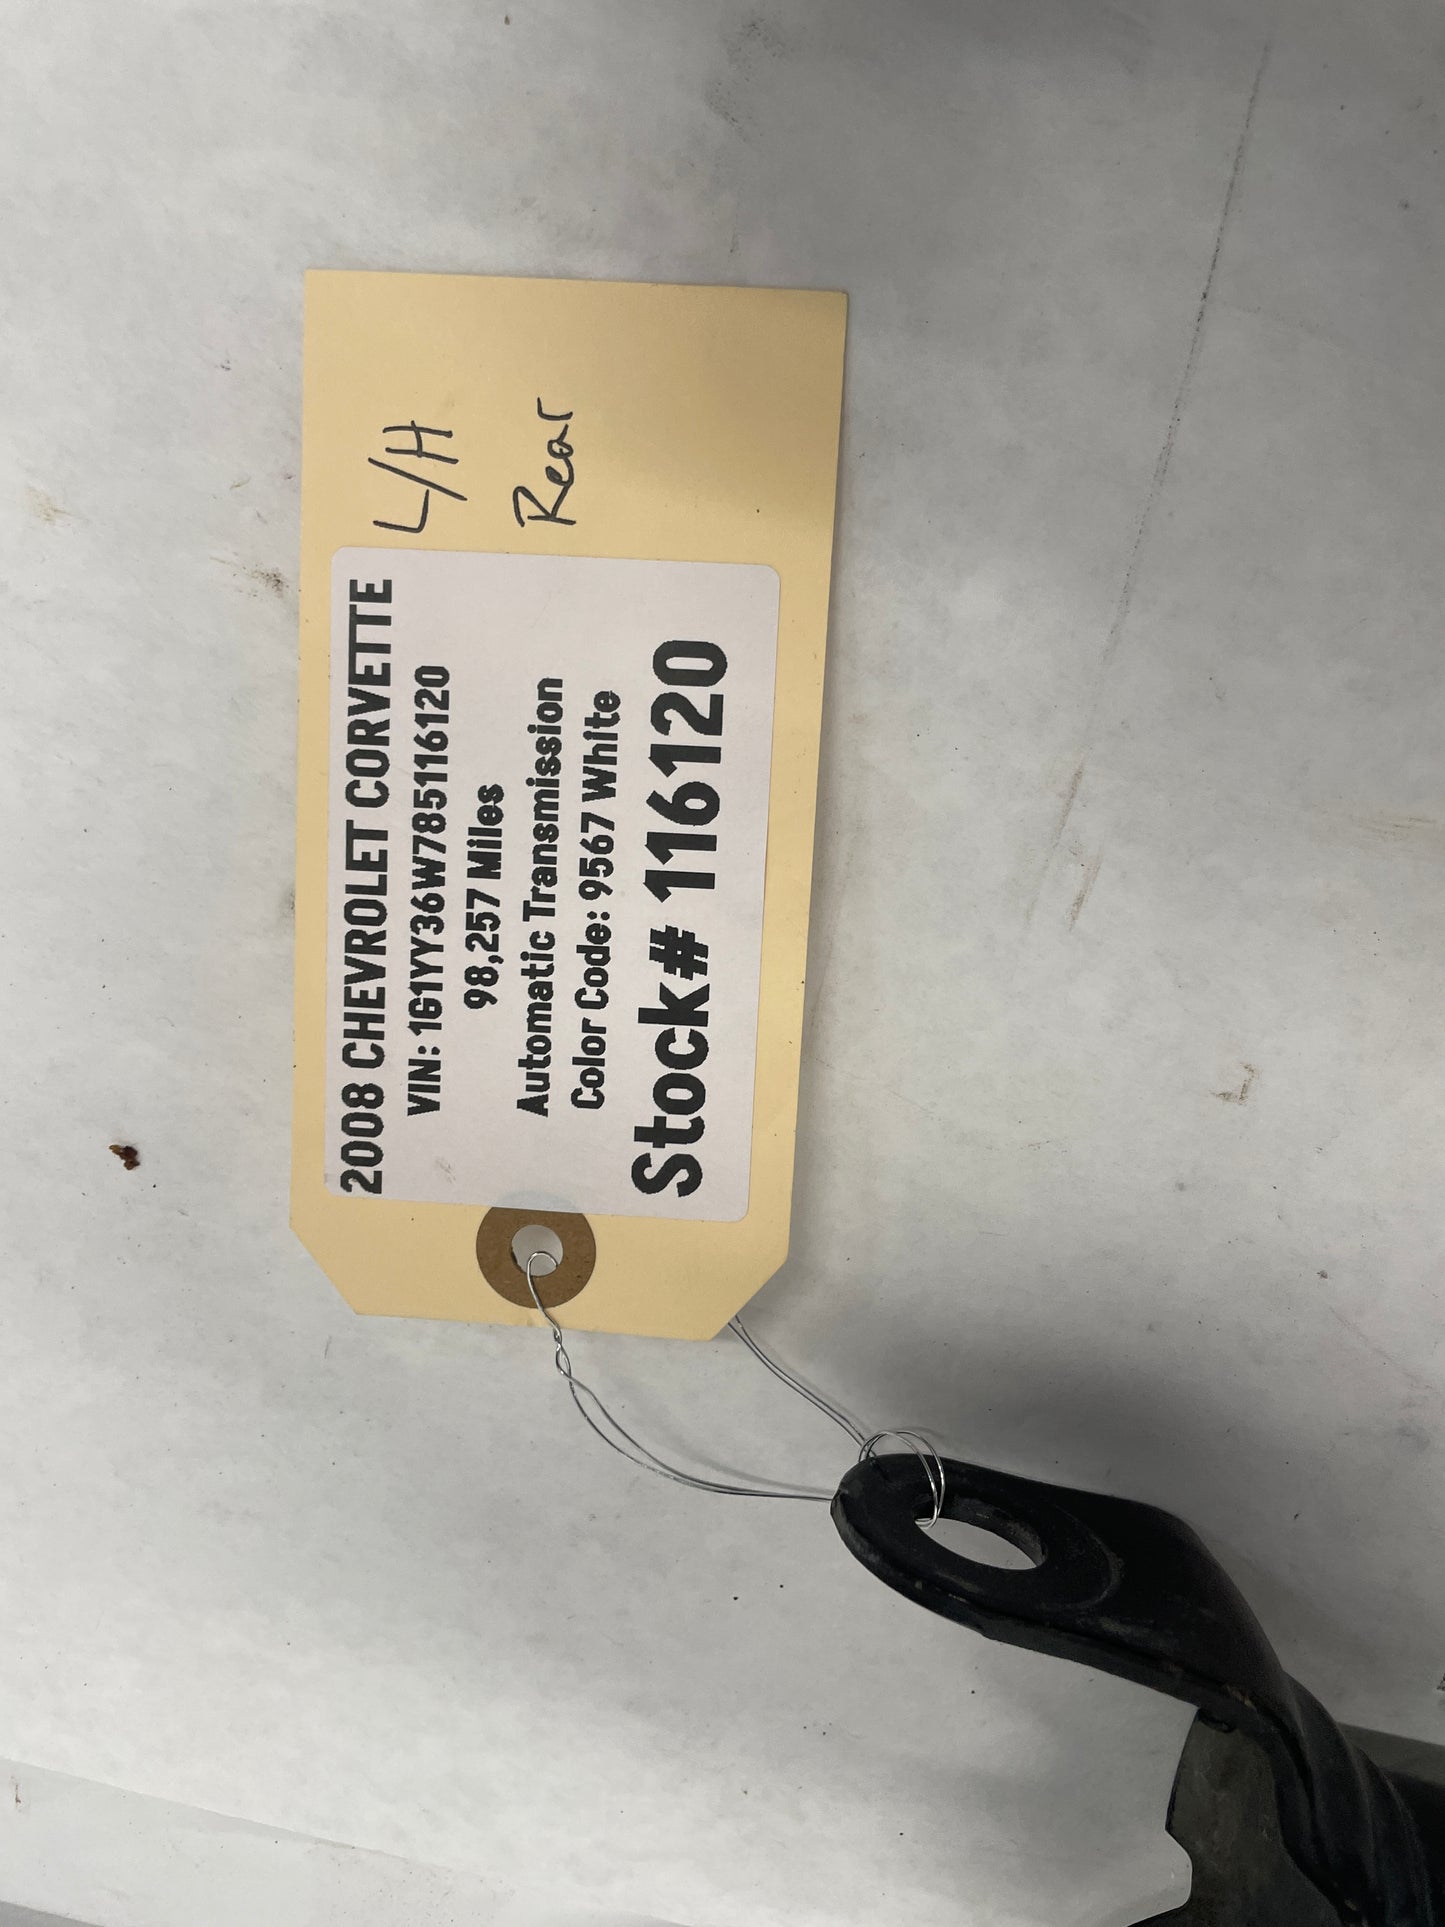 2008 CHEVROLET CORVETTE
VIN: 1G1YY36W785116120
98,257 Miles
Automatic Transmission
Color Code: 9567 White
Stock# 116120
L/H
Rear